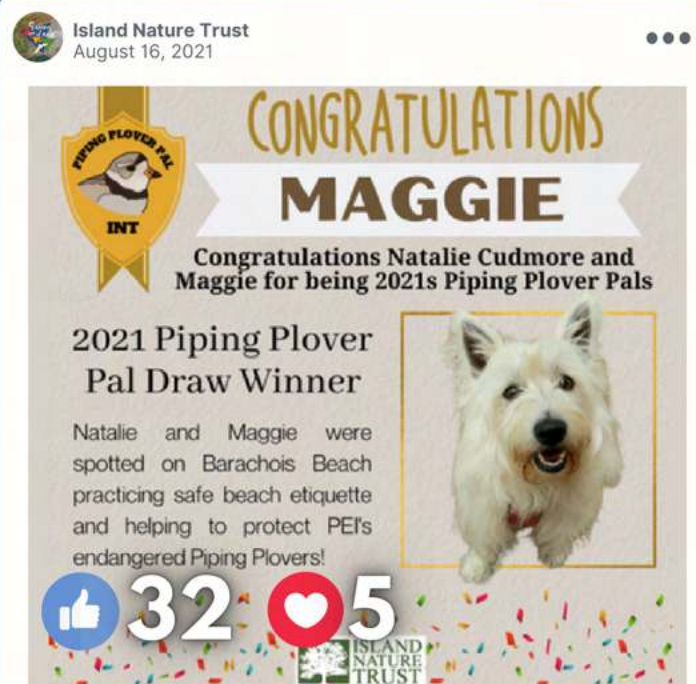 Island Nature Trust
August 16, 2021
CONGRATULATIONS
PIPING PLOVER PAL
INT
MAGGIE
Congratulations Natalie Cudmore and
Maggie for being 2021s Piping Plover Pals
2021 Piping Plover
Pal Draw Winner
Natalie and Maggie were
spotted on Barachois Beach
practicing safe beach etiquette
and helping to protect PEI's
endangered Piping Plovers!
32 5
ISLAND
NATURE
TRUST